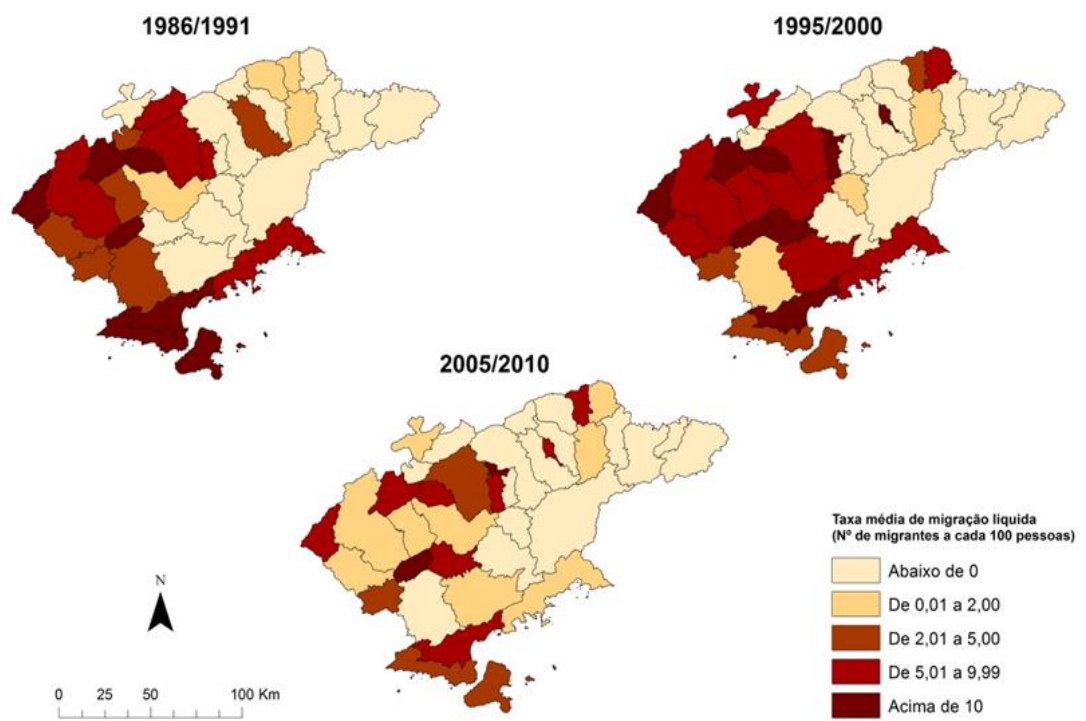 1986/1991
1995/2000
2005/2010
Taxa média de migração liquida
(Nº de migrantes a cada 100 pessoas)
Abaixo de 0
De 0,01 a 2,00
De 2,01 a 5,00
De 5,01 a 9,99
Acima de 10
N
0 25 50 100 Km